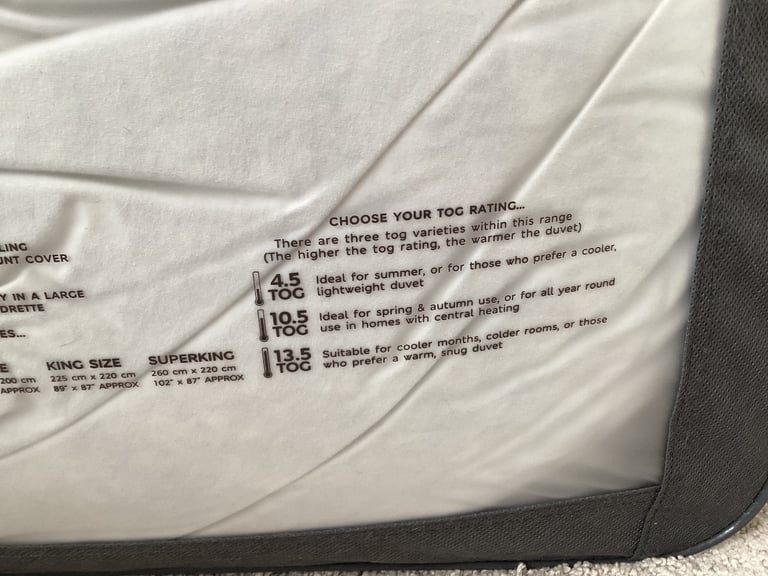 LING
UNT COVER
Y IN A LARGE
DRETTE
ES...
E
200 cm
APPROX
KING SIZE
225 cm x 220 cm
89" x 87" APPROX
SUPERKING
260 cm x 220 cm
102" x 87" APPROX
CHOOSE YOUR TOG RATING...
There are three tog varieties within this range
(The higher the tog rating, the warmer the duvet)
4.5
TOG
Ideal for summer, or for those who prefer a cooler,
lightweight duvet
10.5
TOG
Ideal for spring & autumn use, or for all year round
use in homes with central heating
13.5
TOG
Suitable for cooler months, colder rooms, or those
who prefer a warm, snug duvet